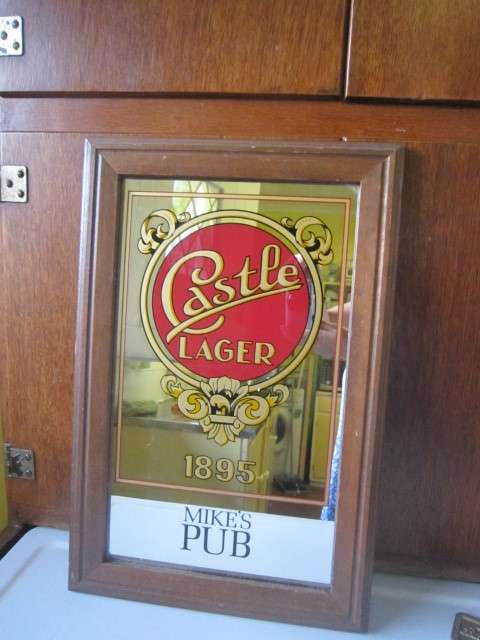 Castle
LAGER
1895
MIKE'S
PUB